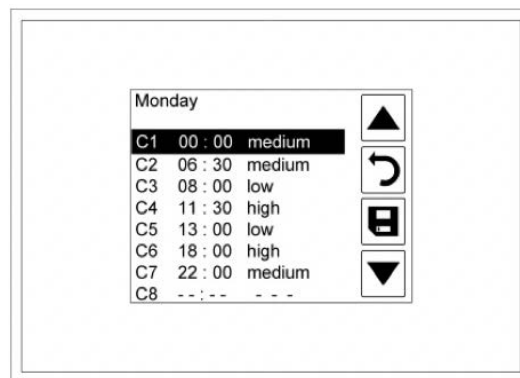 Monday
C1 00 : 00 medium
C2 06 : 30 medium
C3 08 : 00 low
C4 11 : 30 high
C5 13 : 00 low
C6 18 : 00 high
C7 22 : 00 medium
C8 - - : - - - - -